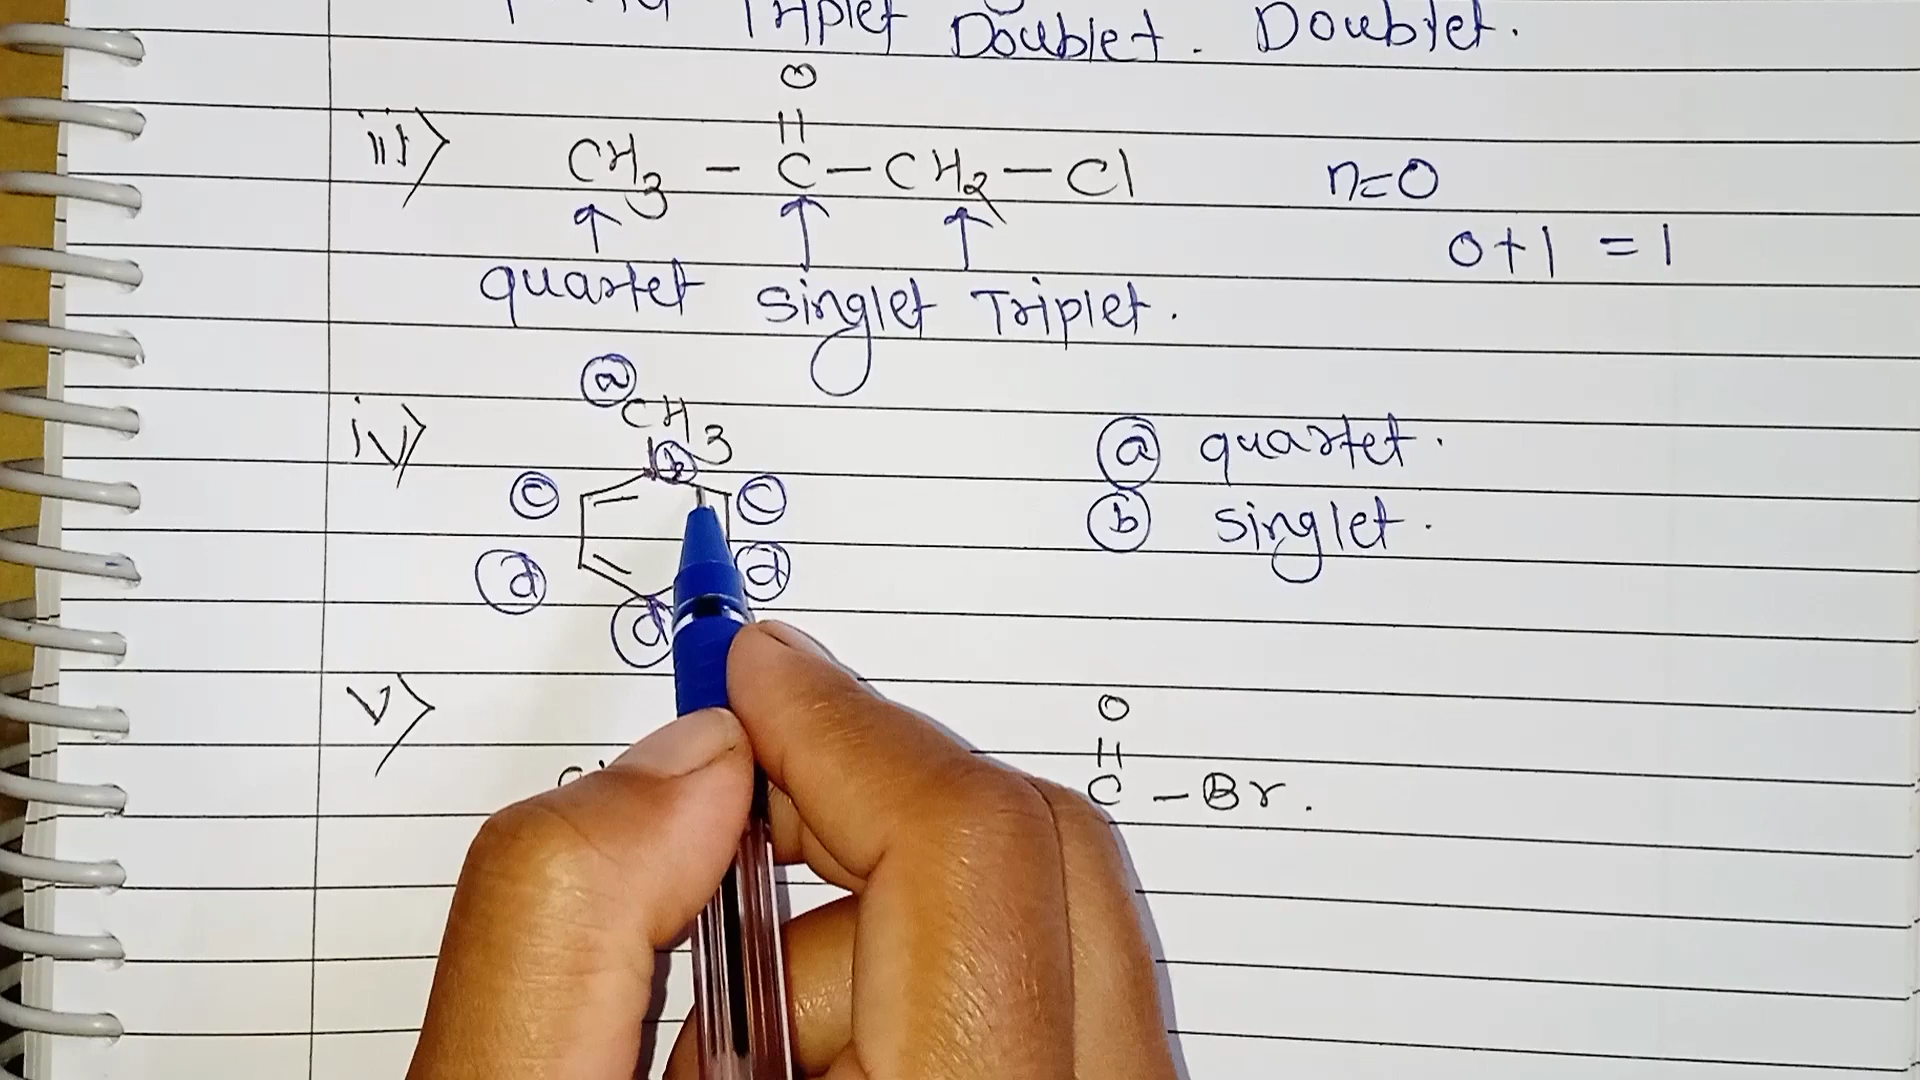 Triplet Doublet. Doublet.
O
||
iii) CH3 - C - CH2 - Cl n=0
0+1 = 1
quartet singlet Triplet.
ⓐ
iv) CH3 ⓐ quartet.
ⓑ
ⓒ ⓒ ⓑ singlet.
ⓓ ⓓ
ⓓ
v) O
||
C - Br.